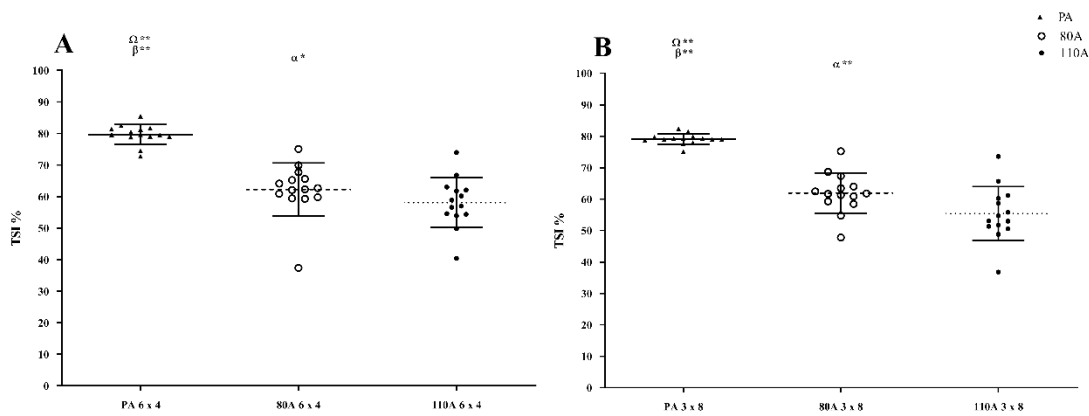 A
Ω**
β**
α*
TSI %
100
90
80
70
60
50
40
30
20
10
0
PA 6 x 4
80A 6 x 4
110A 6 x 4
B
Ω**
β**
α**
PA
80A
110A
TSI %
100
90
80
70
60
50
40
30
20
10
0
PA 3 x 8
80A 3 x 8
110A 3 x 8